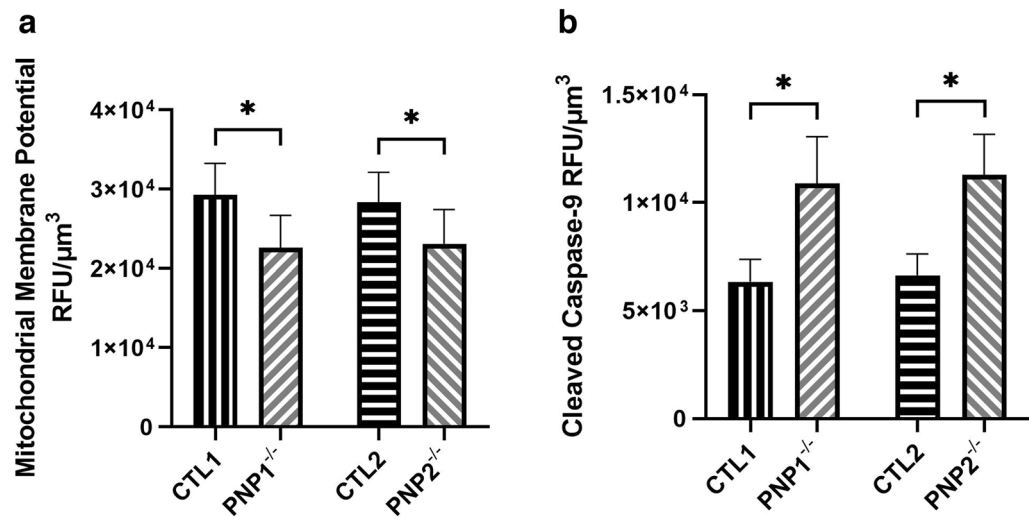 a
Mitochondrial Membrane Potential
RFU/μm³
4×10⁴
3×10⁴
2×10⁴
1×10⁴
0
*
*
CTL1
PNP1⁻/⁻
CTL2
PNP2⁻/⁻
b
Cleaved Caspase-9 RFU/μm³
1.5×10⁴
1×10⁴
5×10³
0
*
*
CTL1
PNP1⁻/⁻
CTL2
PNP2⁻/⁻